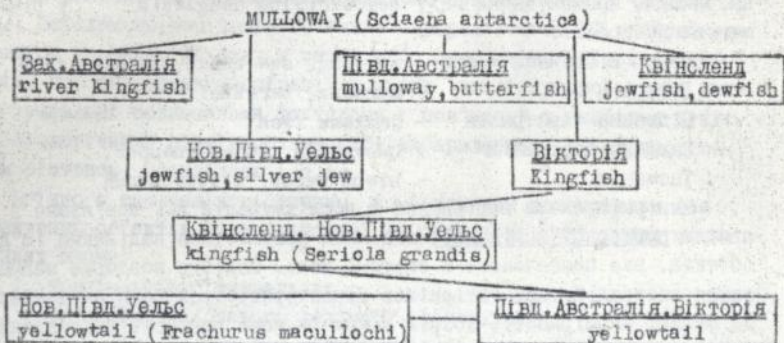 MULLOWAY (Sciaena antarctica)
Зах.Австралія
river kingfish
Півд.Австралія
mulloway,butterfish
Квінсленд
jewfish,dewfish
Нов.Півд.Уельс
jewfish,silver jew
Вікторія
Kingfish
Квінсленд, Нов.Півд.Уельс
kingfish (Seriola grandis)
Нов.Півд.Уельс
yellowtail (Frachurus macullochi)
Півд.Австралія,Вікторія
yellowtail